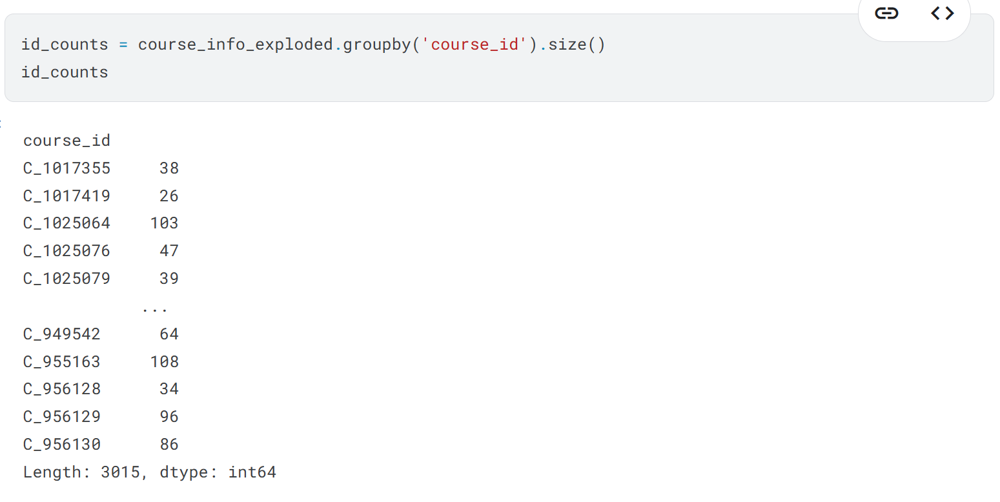 id_counts = course_info_exploded.groupby('course_id').size()
id_counts
course_id
C_1017355     38
C_1017419     26
C_1025064    103
C_1025076     47
C_1025079     39
...
C_949542      64
C_955163     108
C_956128      34
C_956129      96
C_956130      86
Length: 3015, dtype: int64